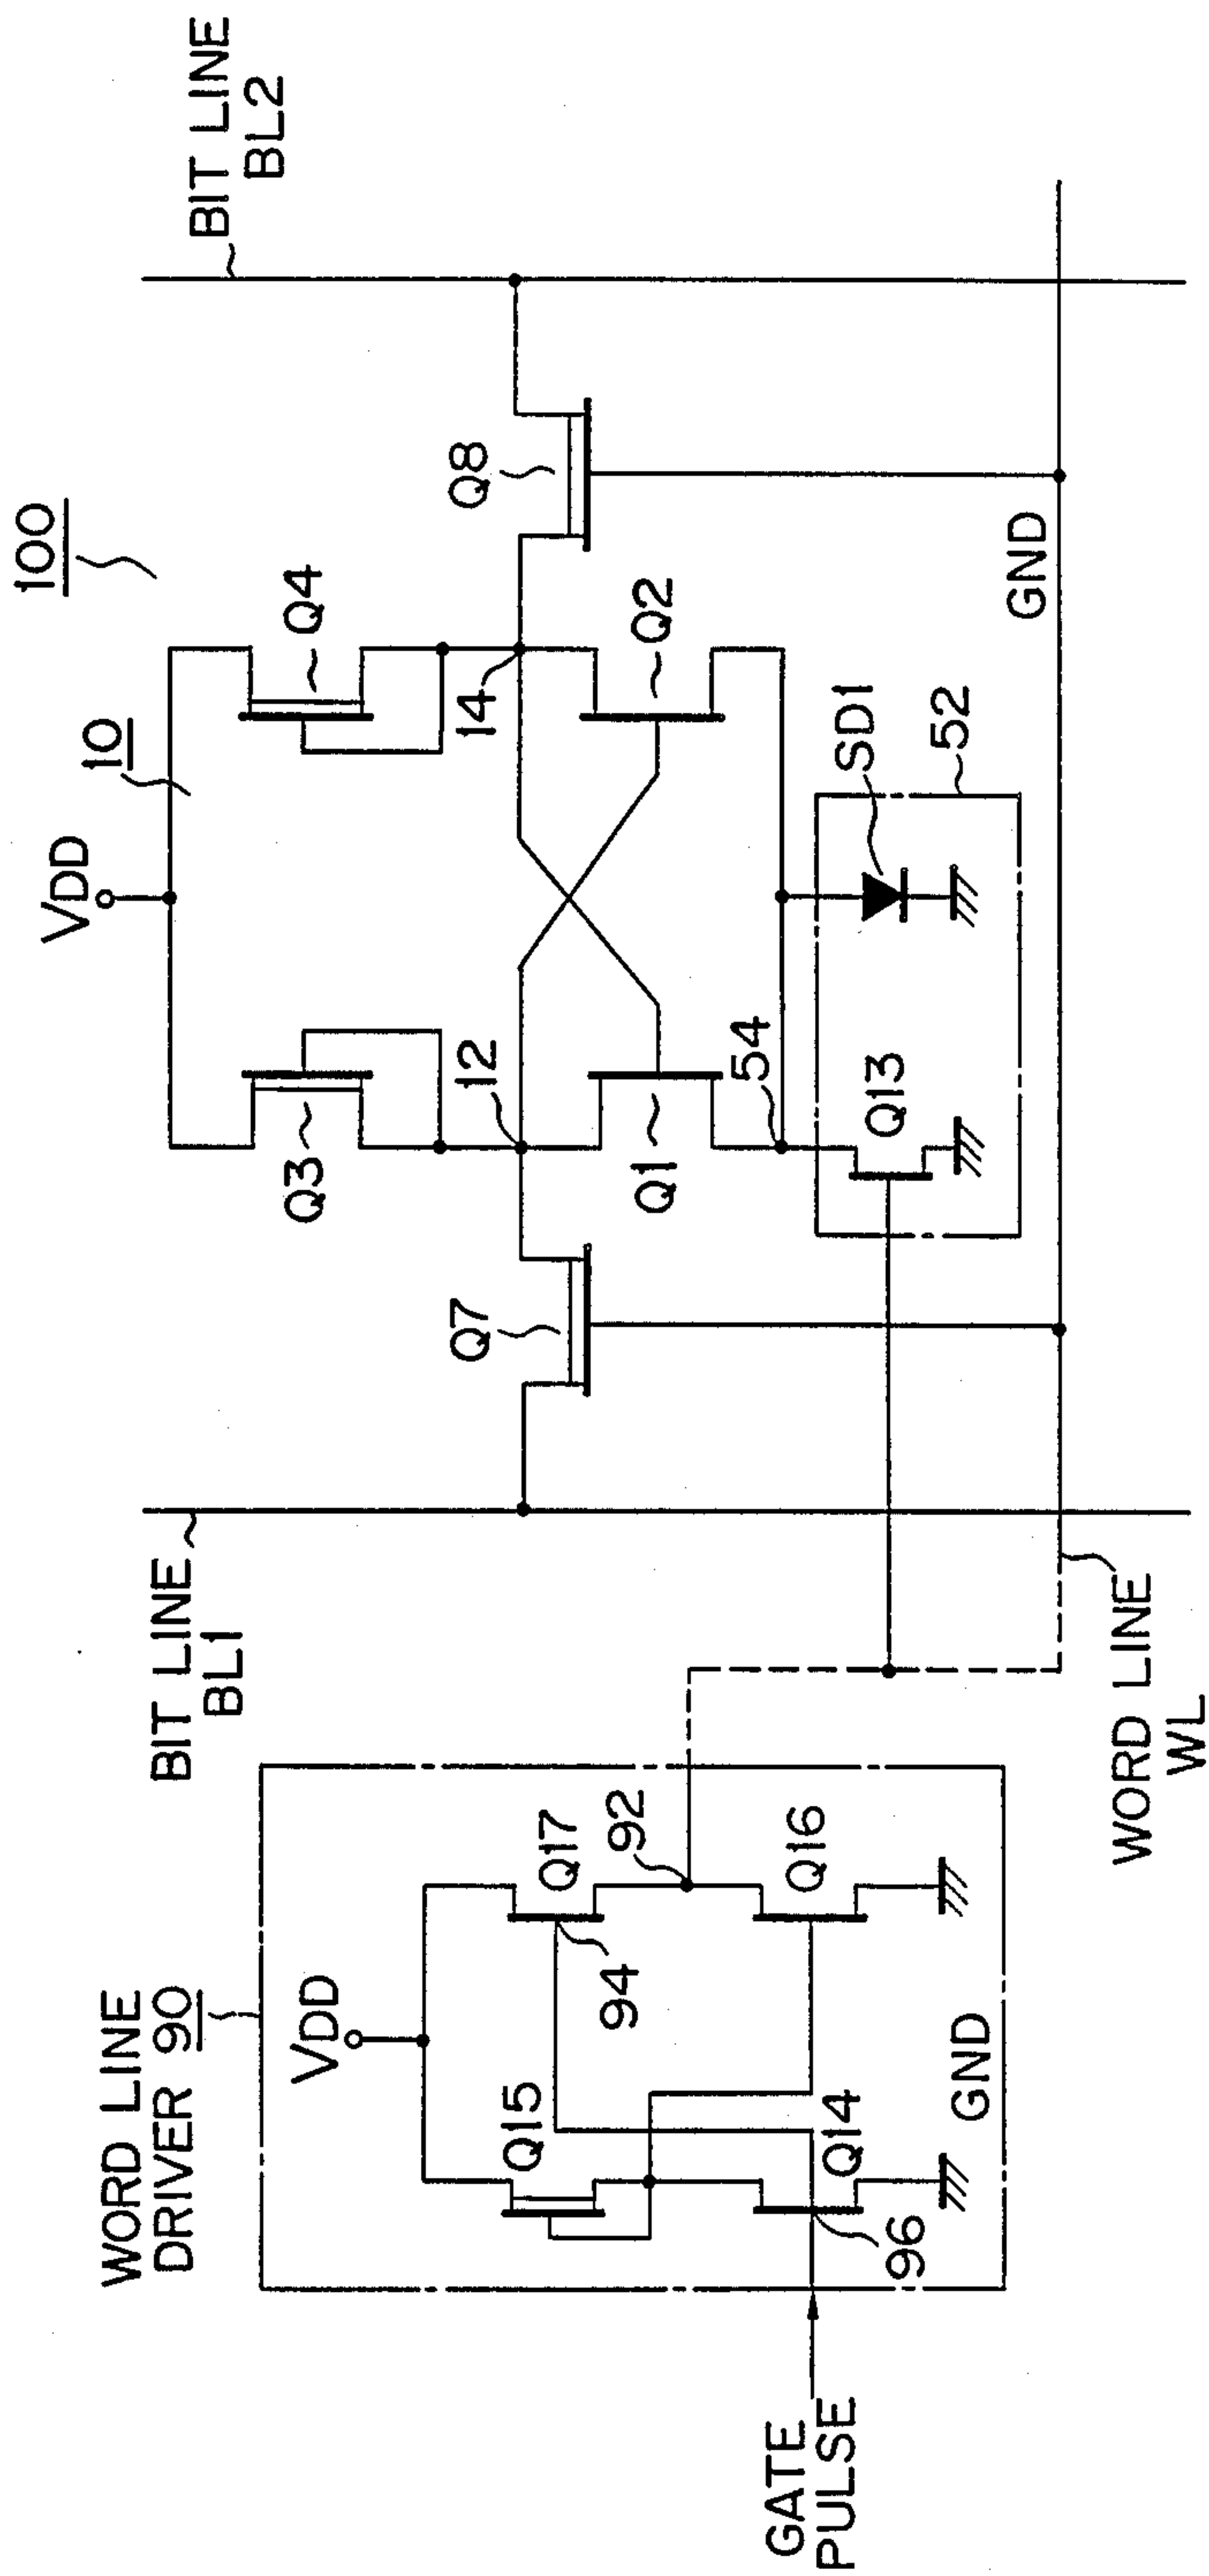 100
10
VDD
BIT LINE
BL1
BIT LINE
BL2
Q3
Q4
Q7
12
14
Q8
Q1
Q2
54
SD1
Q13
52
GND
WORD LINE
DRIVER 90
VDD
Q15
Q17
94
92
Q14
Q16
96
GND
GATE
PULSE
WORD LINE
WL